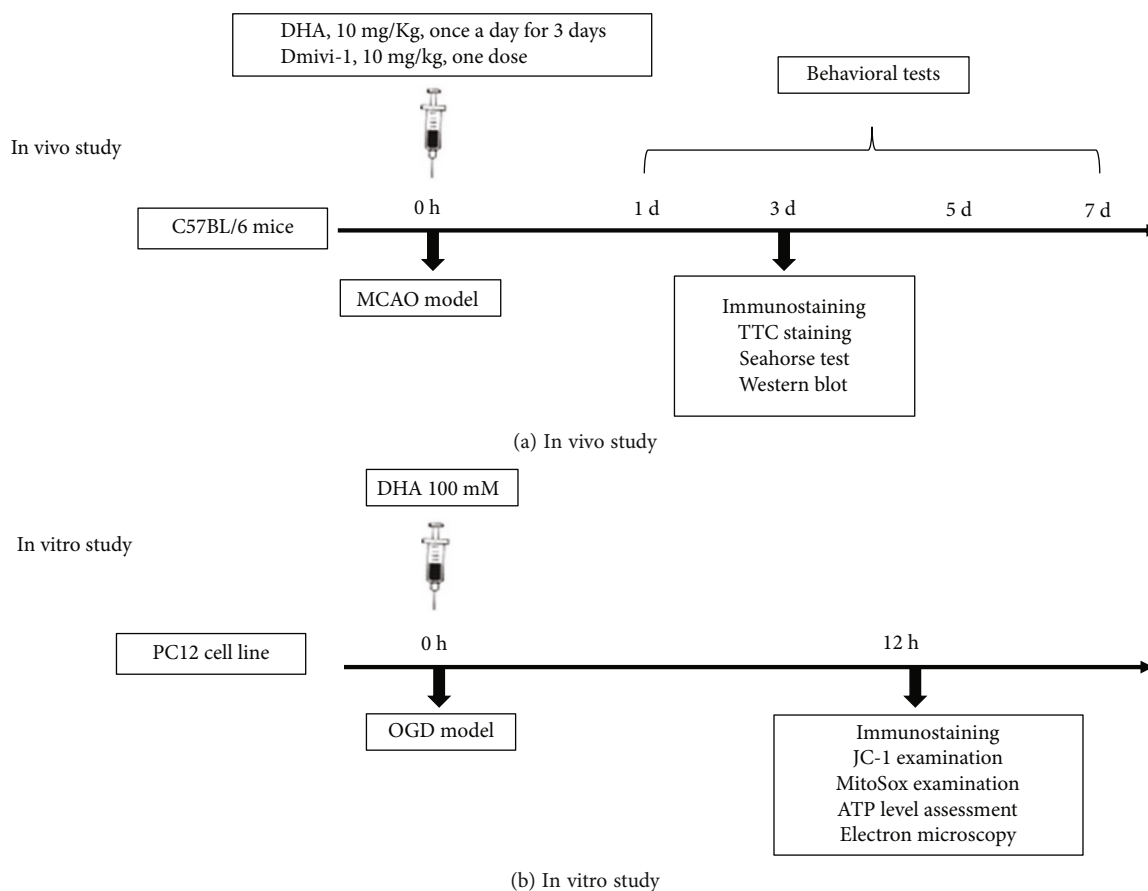 DHA, 10 mg/Kg, once a day for 3 days
Dmivi-1, 10 mg/kg, one dose
Behavioral tests
In vivo study
0 h
1 d
3 d
5 d
7 d
C57BL/6 mice
MCAO model
Immunostaining
TTC staining
Seahorse test
Western blot
(a) In vivo study
DHA 100 mM
In vitro study
0 h
12 h
PC12 cell line
OGD model
Immunostaining
JC-1 examination
MitoSox examination
ATP level assessment
Electron microscopy
(b) In vitro study